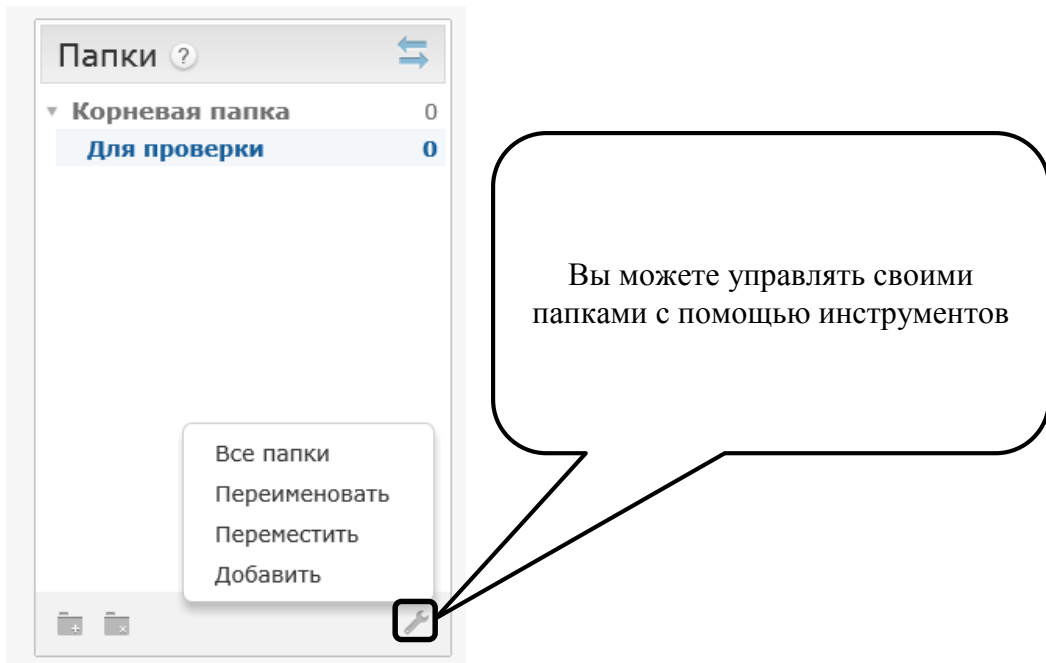 Папки ?
Корневая папка 0
Для проверки 0
Вы можете управлять своими
папками с помощью инструментов
Все папки
Переименовать
Переместить
Добавить